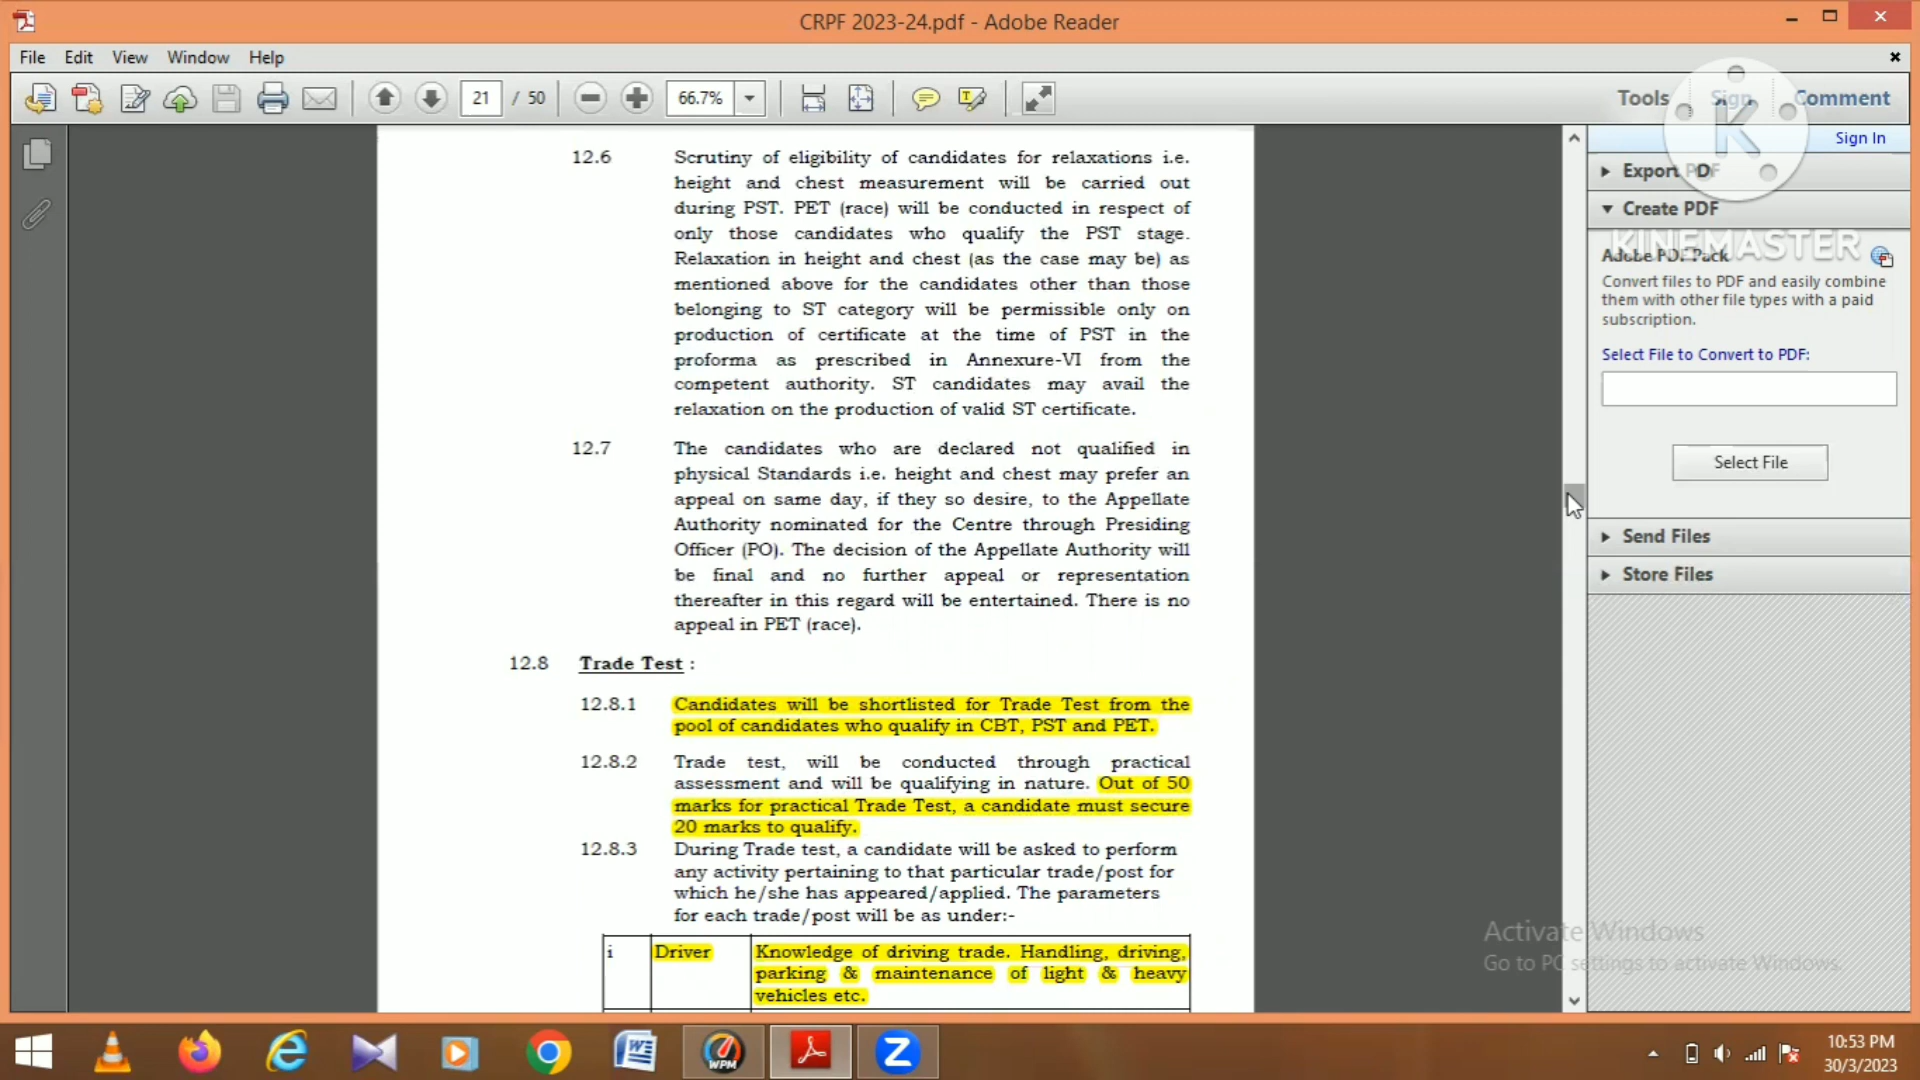 CRPF 2023-24.pdf - Adobe Reader
File Edit View Window Help
21 / 50 66.7% Tools Sign Comment
Sign In
Export PDF
Create PDF
KINEMASTER
Adobe PDF Pack
Convert files to PDF and easily combine
them with other file types with a paid
subscription.
Select File to Convert to PDF:
Select File
Send Files
Store Files
12.6 Scrutiny of eligibility of candidates for relaxations i.e.
height and chest measurement will be carried out
during PST. PET (race) will be conducted in respect of
only those candidates who qualify the PST stage.
Relaxation in height and chest (as the case may be) as
mentioned above for the candidates other than those
belonging to ST category will be permissible only on
production of certificate at the time of PST in the
proforma as prescribed in Annexure-VI from the
competent authority. ST candidates may avail the
relaxation on the production of valid ST certificate.
12.7 The candidates who are declared not qualified in
physical Standards i.e. height and chest may prefer an
appeal on same day, if they so desire, to the Appellate
Authority nominated for the Centre through Presiding
Officer (PO). The decision of the Appellate Authority will
be final and no further appeal or representation
thereafter in this regard will be entertained. There is no
appeal in PET (race).
12.8 Trade Test :
12.8.1 Candidates will be shortlisted for Trade Test from the
pool of candidates who qualify in CBT, PST and PET.
12.8.2 Trade test, will be conducted through practical
assessment and will be qualifying in nature. Out of 50
marks for practical Trade Test, a candidate must secure
20 marks to qualify.
12.8.3 During Trade test, a candidate will be asked to perform
any activity pertaining to that particular trade/post for
which he/she has appeared/applied. The parameters
for each trade/post will be as under:-
i Driver Knowledge of driving trade. Handling, driving,
parking & maintenance of light & heavy
vehicles etc.
Activate Windows
Go to PC settings to activate Windows.
WPM
10:53 PM
30/3/2023